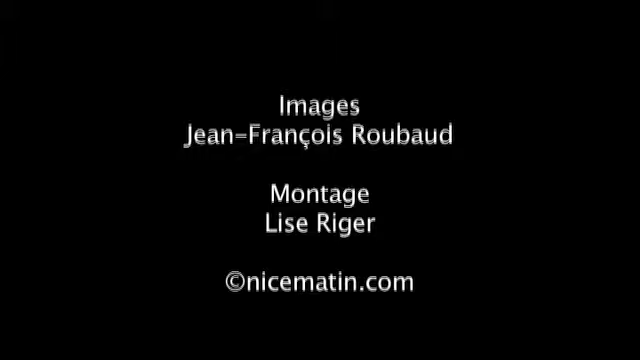 Images
Jean-François Roubaud
Montage
Lise Riger
©nicematin.com